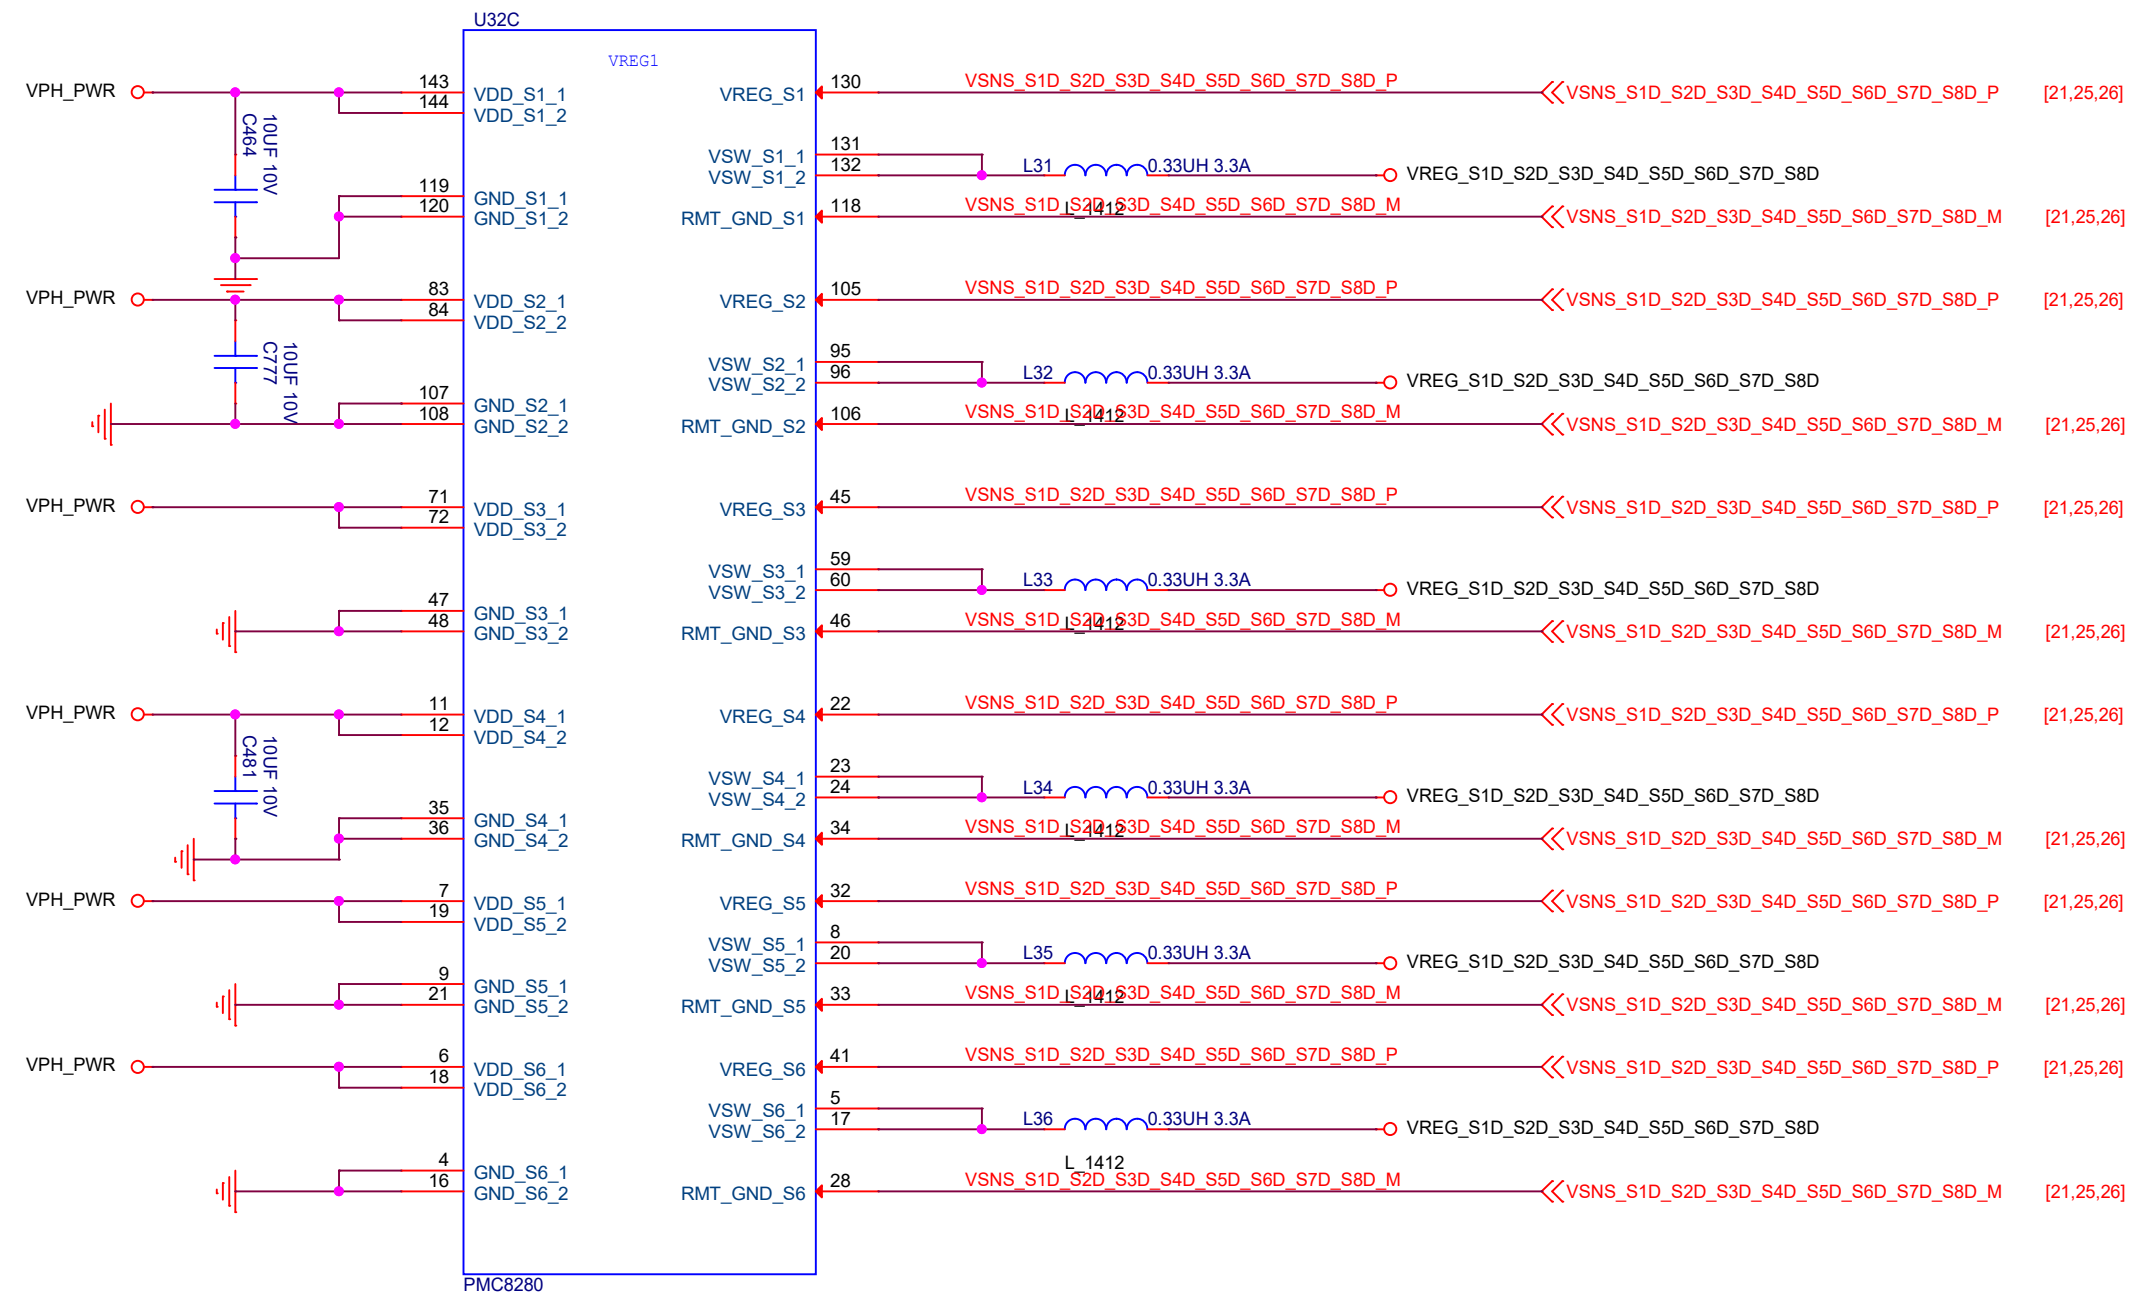 U32C
VREG1
VPH_PWR
143
VDD_S1_1
VREG_S1
130
VSNS_S1D_S2D_S3D_S4D_S5D_S6D_S7D_S8D_P
VSNS_S1D_S2D_S3D_S4D_S5D_S6D_S7D_S8D_P
[21,25,26]
144
VDD_S1_2
10UF 10V
C464
VSW_S1_1
131
VSW_S1_2
132
L31
0.33UH 3.3A
VREG_S1D_S2D_S3D_S4D_S5D_S6D_S7D_S8D
119
GND_S1_1
120
GND_S1_2
RMT_GND_S1
118
VSNS_S1D_S2D_S3D_S4D_S5D_S6D_S7D_S8D_M
L_1412
VSNS_S1D_S2D_S3D_S4D_S5D_S6D_S7D_S8D_M
[21,25,26]
VPH_PWR
83
VDD_S2_1
VREG_S2
105
VSNS_S1D_S2D_S3D_S4D_S5D_S6D_S7D_S8D_P
VSNS_S1D_S2D_S3D_S4D_S5D_S6D_S7D_S8D_P
[21,25,26]
84
VDD_S2_2
10UF 10V
C777
VSW_S2_1
95
VSW_S2_2
96
L32
0.33UH 3.3A
VREG_S1D_S2D_S3D_S4D_S5D_S6D_S7D_S8D
107
GND_S2_1
108
GND_S2_2
RMT_GND_S2
106
VSNS_S1D_S2D_S3D_S4D_S5D_S6D_S7D_S8D_M
L_1412
VSNS_S1D_S2D_S3D_S4D_S5D_S6D_S7D_S8D_M
[21,25,26]
VPH_PWR
71
VDD_S3_1
VREG_S3
45
VSNS_S1D_S2D_S3D_S4D_S5D_S6D_S7D_S8D_P
VSNS_S1D_S2D_S3D_S4D_S5D_S6D_S7D_S8D_P
[21,25,26]
72
VDD_S3_2
VSW_S3_1
59
VSW_S3_2
60
L33
0.33UH 3.3A
VREG_S1D_S2D_S3D_S4D_S5D_S6D_S7D_S8D
47
GND_S3_1
48
GND_S3_2
RMT_GND_S3
46
VSNS_S1D_S2D_S3D_S4D_S5D_S6D_S7D_S8D_M
L_1412
VSNS_S1D_S2D_S3D_S4D_S5D_S6D_S7D_S8D_M
[21,25,26]
VPH_PWR
11
VDD_S4_1
VREG_S4
22
VSNS_S1D_S2D_S3D_S4D_S5D_S6D_S7D_S8D_P
VSNS_S1D_S2D_S3D_S4D_S5D_S6D_S7D_S8D_P
[21,25,26]
12
VDD_S4_2
10UF 10V
C481
VSW_S4_1
23
VSW_S4_2
24
L34
0.33UH 3.3A
VREG_S1D_S2D_S3D_S4D_S5D_S6D_S7D_S8D
35
GND_S4_1
36
GND_S4_2
RMT_GND_S4
34
VSNS_S1D_S2D_S3D_S4D_S5D_S6D_S7D_S8D_M
L_1412
VSNS_S1D_S2D_S3D_S4D_S5D_S6D_S7D_S8D_M
[21,25,26]
VPH_PWR
7
VDD_S5_1
VREG_S5
32
VSNS_S1D_S2D_S3D_S4D_S5D_S6D_S7D_S8D_P
VSNS_S1D_S2D_S3D_S4D_S5D_S6D_S7D_S8D_P
[21,25,26]
19
VDD_S5_2
VSW_S5_1
8
VSW_S5_2
20
L35
0.33UH 3.3A
VREG_S1D_S2D_S3D_S4D_S5D_S6D_S7D_S8D
9
GND_S5_1
21
GND_S5_2
RMT_GND_S5
33
VSNS_S1D_S2D_S3D_S4D_S5D_S6D_S7D_S8D_M
L_1412
VSNS_S1D_S2D_S3D_S4D_S5D_S6D_S7D_S8D_M
[21,25,26]
VPH_PWR
6
VDD_S6_1
VREG_S6
41
VSNS_S1D_S2D_S3D_S4D_S5D_S6D_S7D_S8D_P
VSNS_S1D_S2D_S3D_S4D_S5D_S6D_S7D_S8D_P
[21,25,26]
18
VDD_S6_2
VSW_S6_1
5
VSW_S6_2
17
L36
0.33UH 3.3A
VREG_S1D_S2D_S3D_S4D_S5D_S6D_S7D_S8D
4
GND_S6_1
16
GND_S6_2
L_1412
RMT_GND_S6
28
VSNS_S1D_S2D_S3D_S4D_S5D_S6D_S7D_S8D_M
VSNS_S1D_S2D_S3D_S4D_S5D_S6D_S7D_S8D_M
[21,25,26]
PMC8280